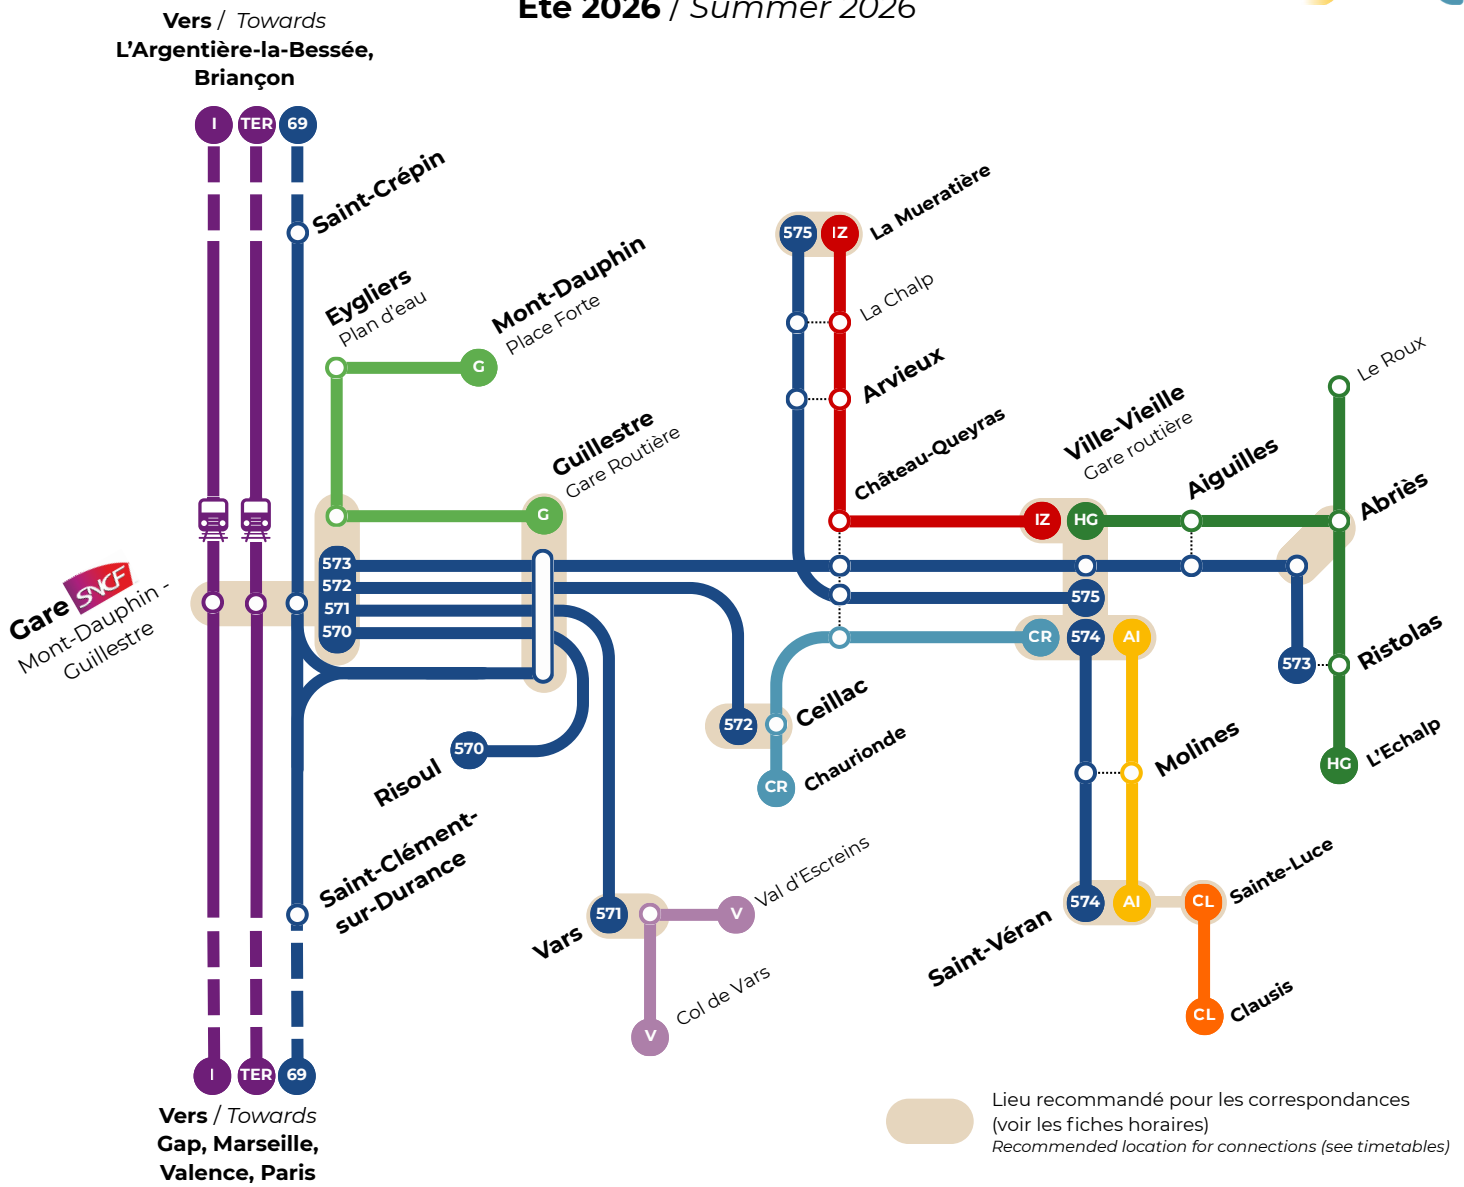 Été 2026 / Summer 2026
Vers / Towards
L'Argentière-la-Bessée,
Briançon
I
TER
69
Saint-Crépin
Eygliers
Plan d'eau
Mont-Dauphin
Place Forte
G
Guillestre
Gare Routière
G
575
IZ
La Mueratière
La Chalp
Arvieux
Château-Queyras
Ville-Vieille
Gare routière
IZ
HG
Aiguilles
Le Roux
Abriès
573
572
571
570
Gare SNCF
Mont-Dauphin -
Guillestre
575
CR
574
AI
573
Ristolas
HG
L'Echalp
572
Ceillac
CR
Chaurionde
570
Risoul
Molines
Saint-Clément-
sur-Durance
571
Vars
V
Val d'Escreins
V
Col de Vars
574
AI
Saint-Véran
CL
Sainte-Luce
CL
Clausis
I
TER
69
Vers / Towards
Gap, Marseille,
Valence, Paris
Lieu recommandé pour les correspondances
(voir les fiches horaires)
Recommended location for connections (see timetables)